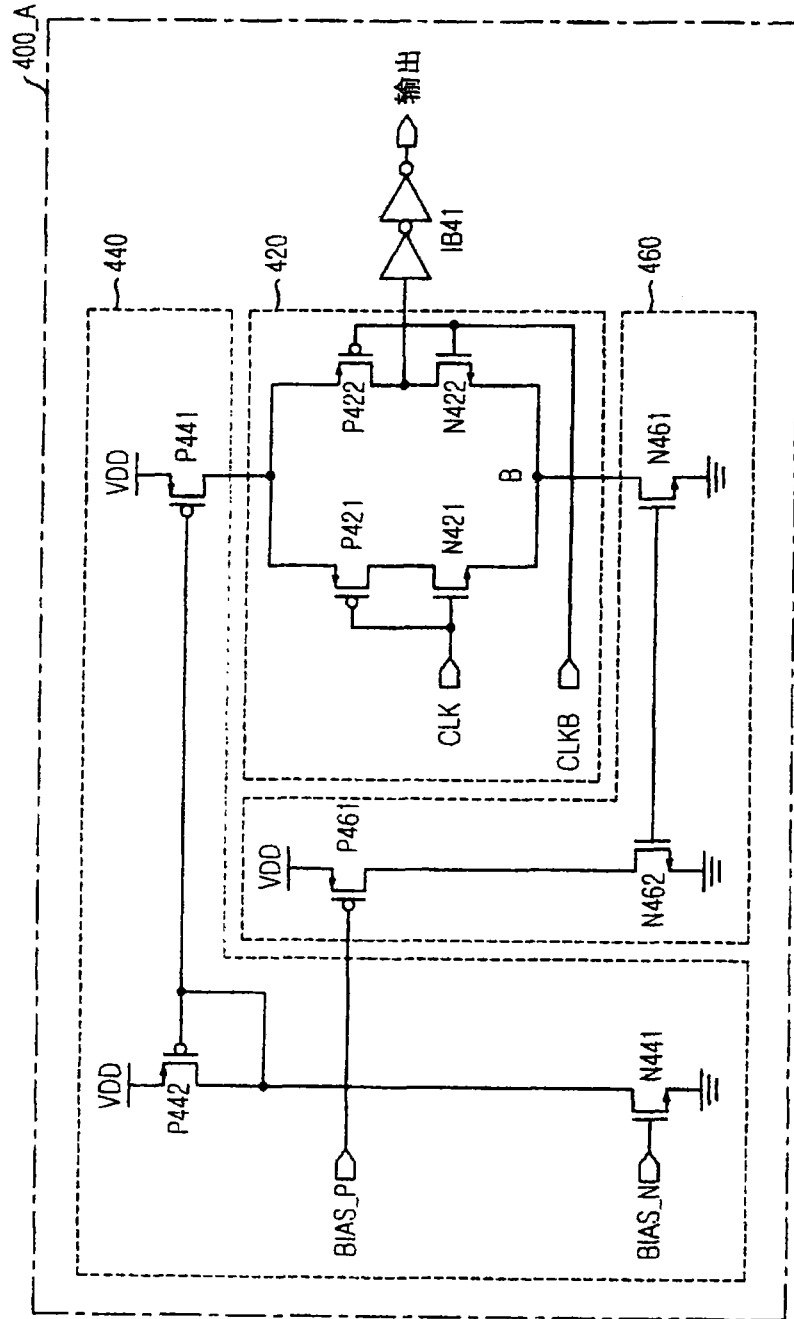 400_A
440
VDD
P442
VDD
P441
BIAS_P
VDD
P461
420
P421
P422
CLK
N421
N422
CLKB
B
IB41
输出
460
BIAS_N
N441
N462
N461